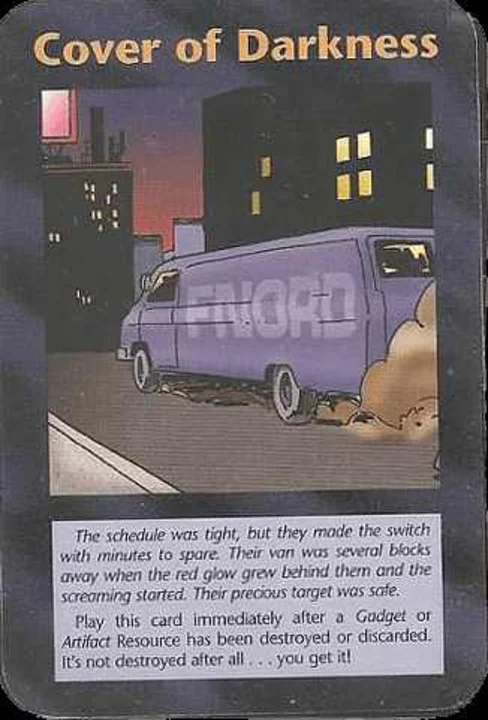 Cover of Darkness
FNORD
The schedule was tight, but they made the switch
with minutes to spare. Their van was several blocks
away when the red glow grew behind them and the
screaming started. Their precious target was safe.
Play this card immediately after a Gadget or
Artifact Resource has been destroyed or discarded.
It's not destroyed after all . . . you get it!